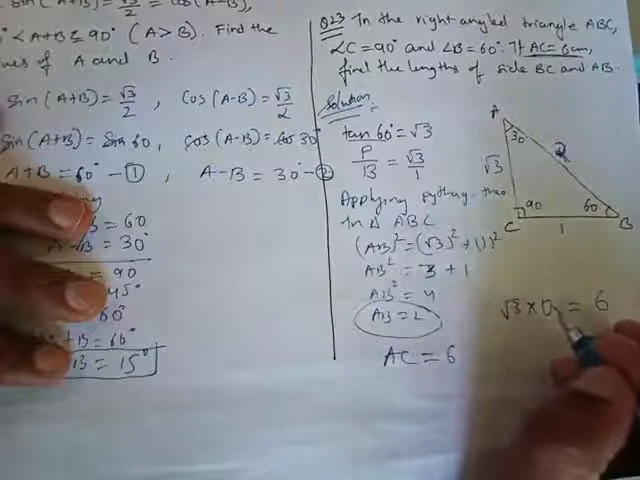 sin(A+B) = √3/2 = cos(A-B),
° < A+B ≤ 90° (A > B). Find the
of A and B.
sin(A+B) = √3/2 , cos(A-B) = √3/2
sin(A+B) = sin 60, cos(A-B) = cos 30°
A+B = 60° - ① , A-B = 30° - ②
= 60
= 30°
= 90
45°
60°
+B = 60°
B = 15°
Q23 In the right angled triangle ABC,
∠C = 90° and ∠B = 60°. If AC = 6cm,
find the lengths of side BC and AB.
Solution:
tan 60° = √3
P/B = √3/1
Applying pythag. theo
In Δ ABC
(AB)² = (√3)² + (1)²
AB² = 3 + 1
AB² = 4
AB = 2
AC = 6
A
30
√3
2
90
60
C
1
B
√3 ×
= 6